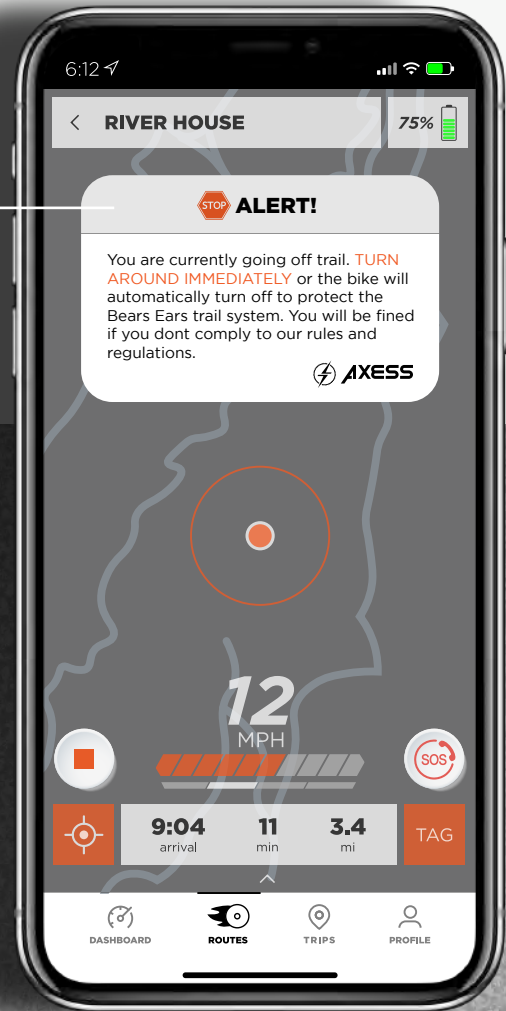 6:12
RIVER HOUSE
75%
STOP ALERT!
You are currently going off trail. TURN
AROUND IMMEDIATELY or the bike will
automatically turn off to protect the
Bears Ears trail system. You will be fined
if you dont comply to our rules and
regulations.
AXESS
12
MPH
SOS
9:04 11 3.4
arrival min mi
TAG
DASHBOARD ROUTES TRIPS PROFILE